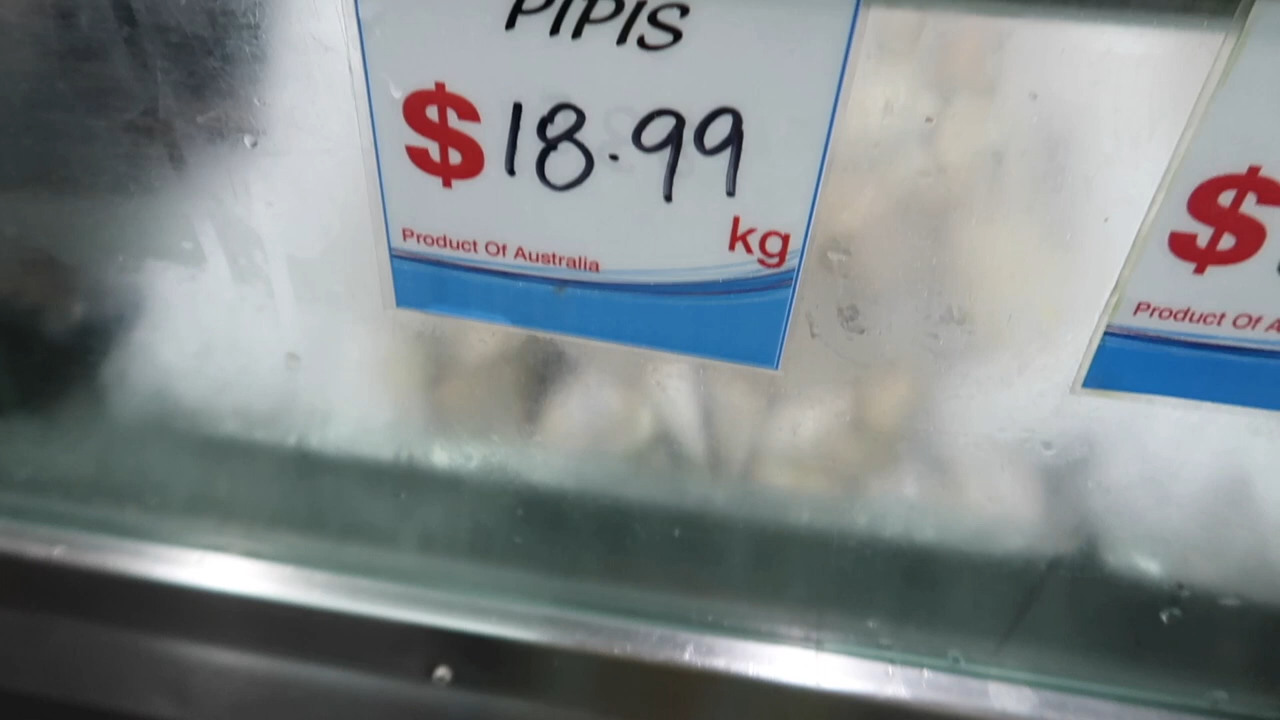 PIPIS
$18.99
kg
Product Of Australia
$
Product Of